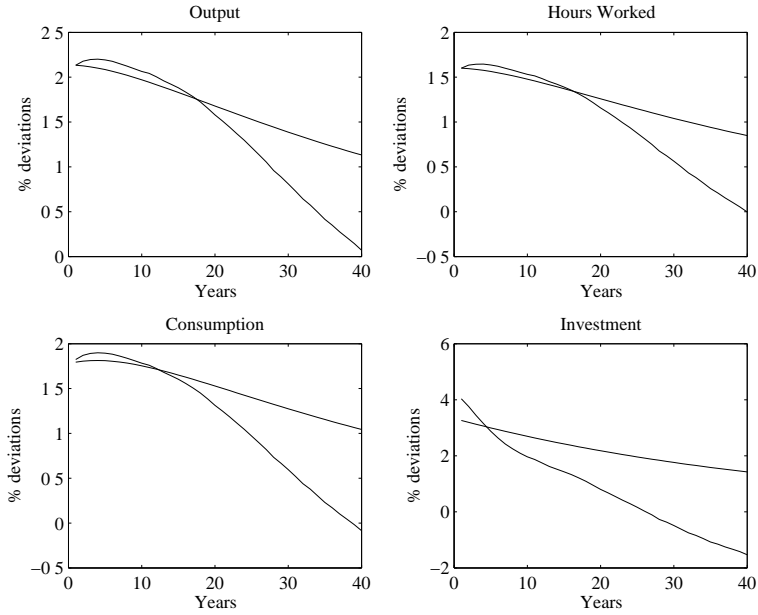 Output
% deviations
2 5
2
1 5
1
0 5
0
0 10 20 30 40
Years
Hours Worked
% deviations
2
1 5
1
0 5
0
−0 5
0 10 20 30 40
Years
Consumption
% deviations
2
1 5
1
0 5
0
−0 5
0 10 20 30 40
Years
Investment
% deviations
6
4
2
0
−2
0 10 20 30 40
Years